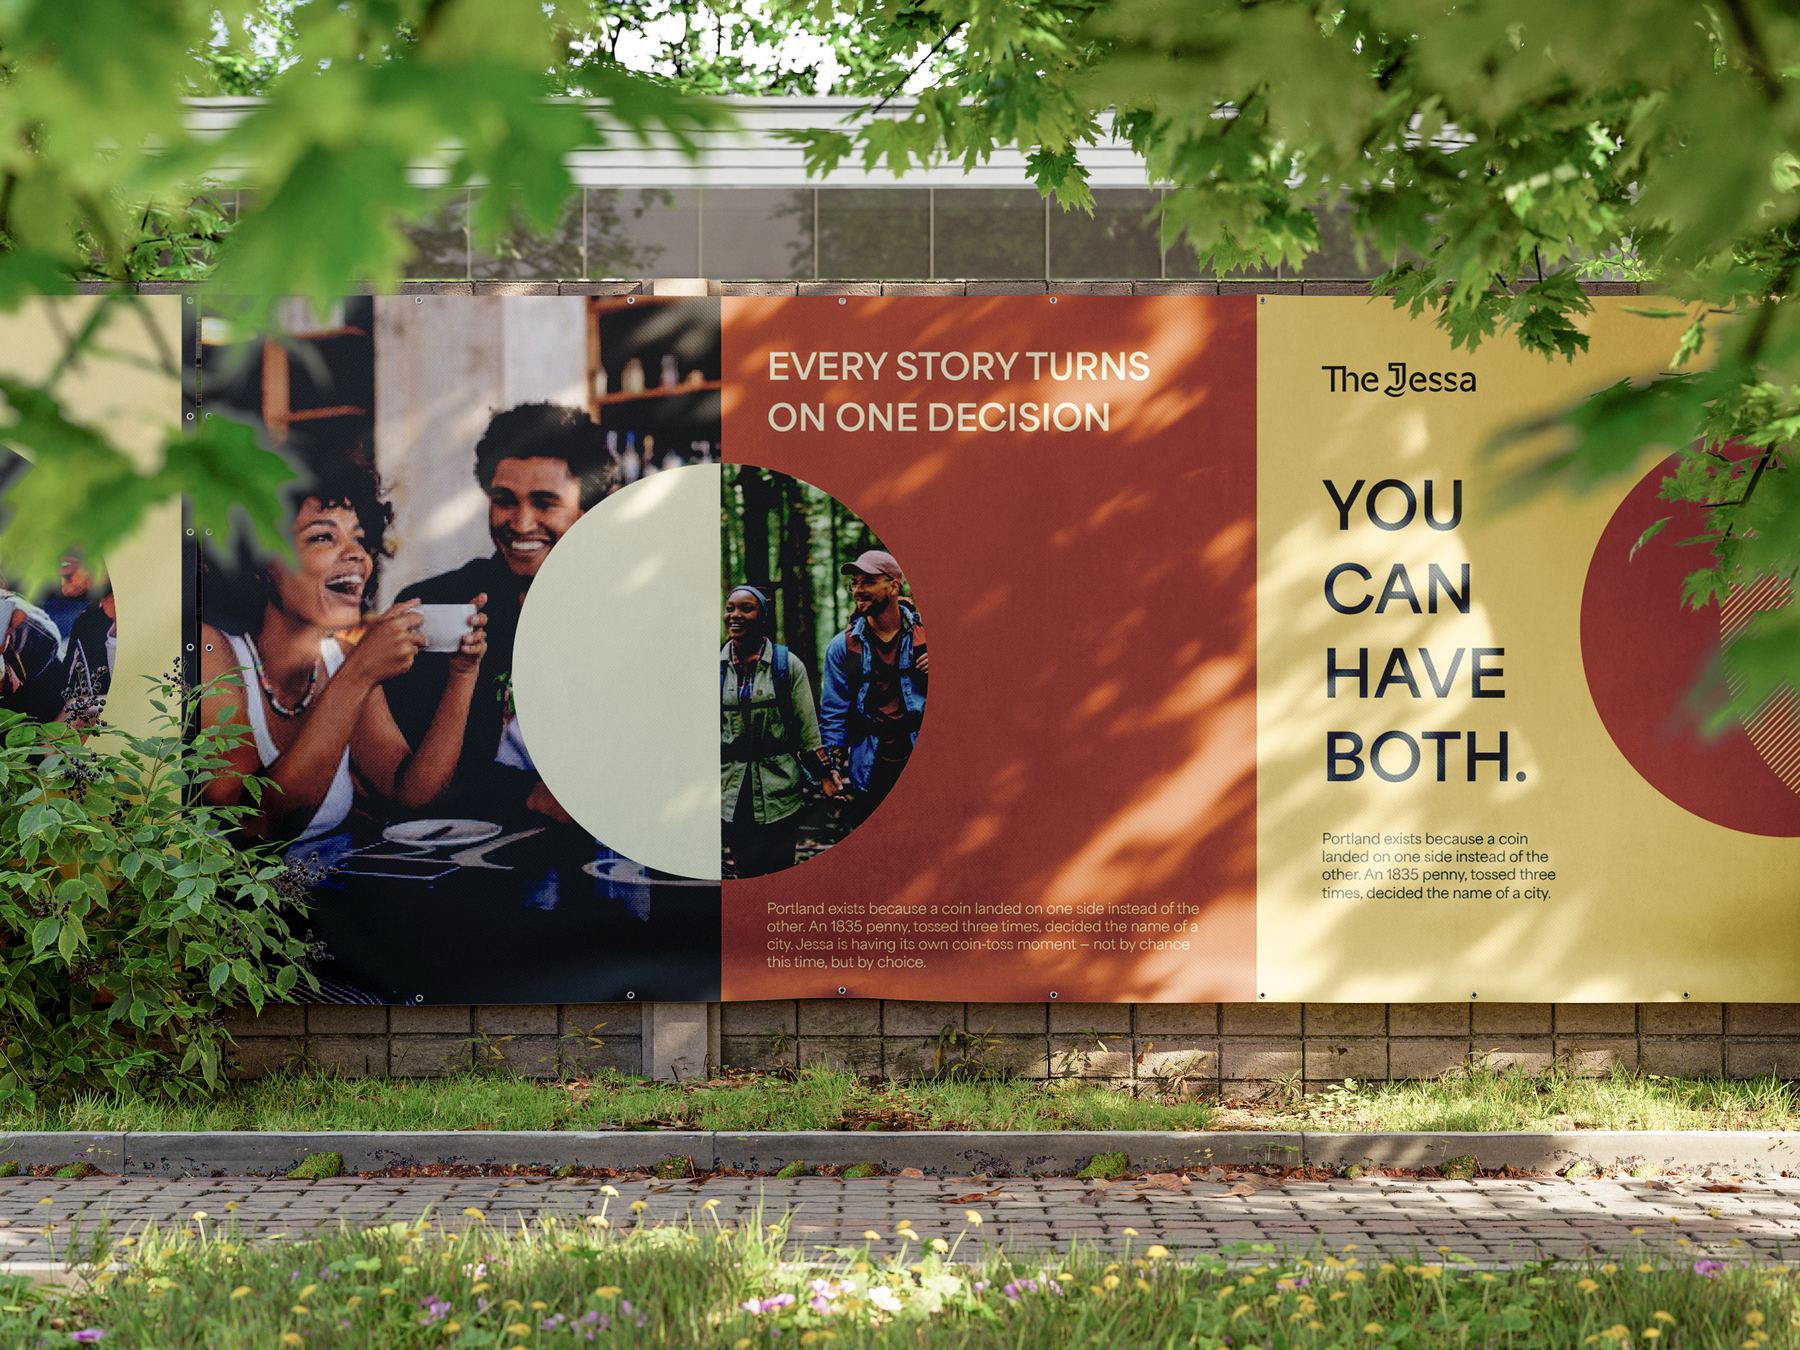 EVERY STORY TURNS
ON ONE DECISION
Portland exists because a coin landed on one side instead of the
other. An 1835 penny, tossed three times, decided the name of a
city. Jessa is having its own coin-toss moment – not by chance
this time, but by choice.
The Jessa
YOU
CAN
HAVE
BOTH.
Portland exists because a coin
landed on one side instead of the
other. An 1835 penny, tossed three
times, decided the name of a city.